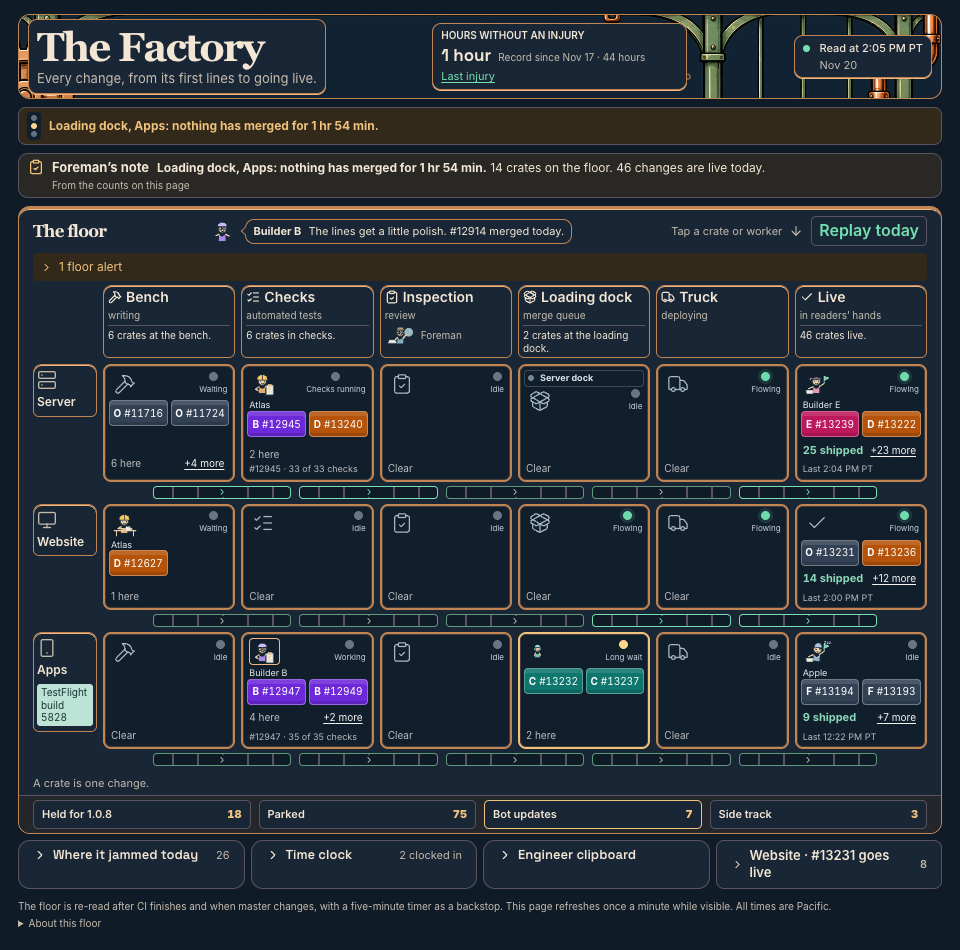 The Factory
Every change, from its first lines to going live.
HOURS WITHOUT AN INJURY
1 hour Record since Nov 17 · 44 hours
Last injury
Read at 2:05 PM PT
Nov 20
Loading dock, Apps: nothing has merged for 1 hr 54 min.
Foreman's note Loading dock, Apps: nothing has merged for 1 hr 54 min. 14 crates on the floor. 46 changes are live today.
From the counts on this page
The floor
Builder B The lines get a little polish. #12914 merged today.
Tap a crate or worker ↓
Replay today
1 floor alert
Bench
writing
6 crates at the bench.
Checks
automated tests
6 crates in checks.
Inspection
review
Foreman
Loading dock
merge queue
2 crates at the loading
dock.
Truck
deploying
Live
in readers' hands
46 crates live.
Server
Waiting
O #11716 O #11724
6 here +4 more
Checks running
Atlas
B #12945 D #13240
2 here
#12945 · 33 of 33 checks
Idle
Clear
Server dock
Idle
Clear
Flowing
Clear
Flowing
Builder E
E #13239 D #13222
25 shipped +23 more
Last 2:04 PM PT
Website
Waiting
Atlas
D #12627
1 here
Idle
Clear
Idle
Clear
Flowing
Clear
Flowing
Clear
Flowing
O #13231 D #13236
14 shipped +12 more
Last 2:00 PM PT
Apps
TestFlight
build
5828
Idle
Clear
Working
Builder B
B #12947 B #12949
4 here +2 more
#12947 · 35 of 35 checks
Idle
Clear
Long wait
C #13232 C #13237
2 here
Idle
Clear
Idle
Apple
F #13194 F #13193
9 shipped +7 more
Last 12:22 PM PT
A crate is one change.
Held for 1.0.8 18
Parked 75
Bot updates 7
Side track 3
Where it jammed today 26
Time clock 2 clocked in
Engineer clipboard
Website · #13231 goes
live 8
The floor is re-read after CI finishes and when master changes, with a five-minute timer as a backstop. This page refreshes once a minute while visible. All times are Pacific.
About this floor